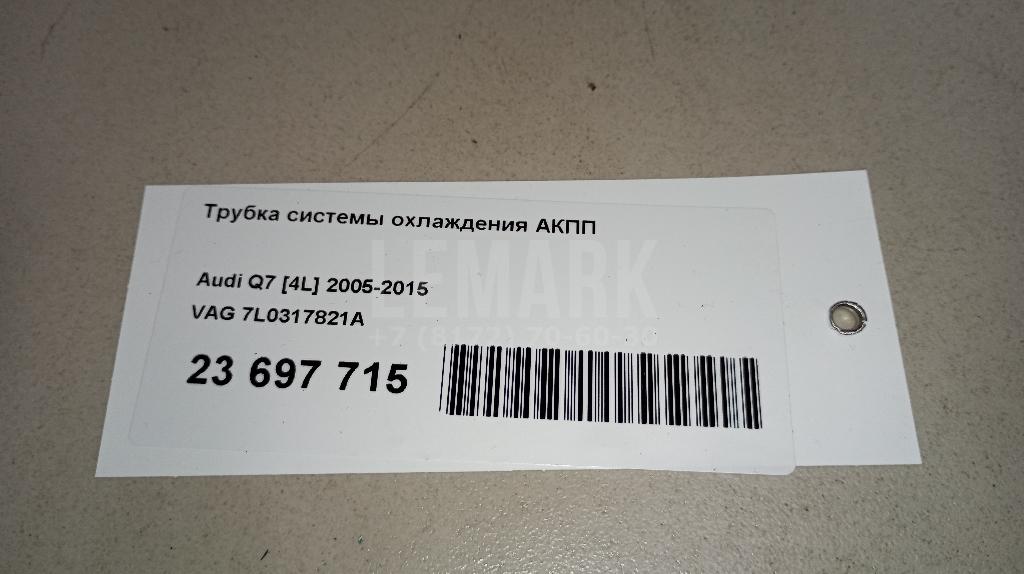 Трубка системы охлаждения АКПП
LEMARK
Audi Q7 [4L] 2005-2015
VAG 7L0317821A
23 697 715